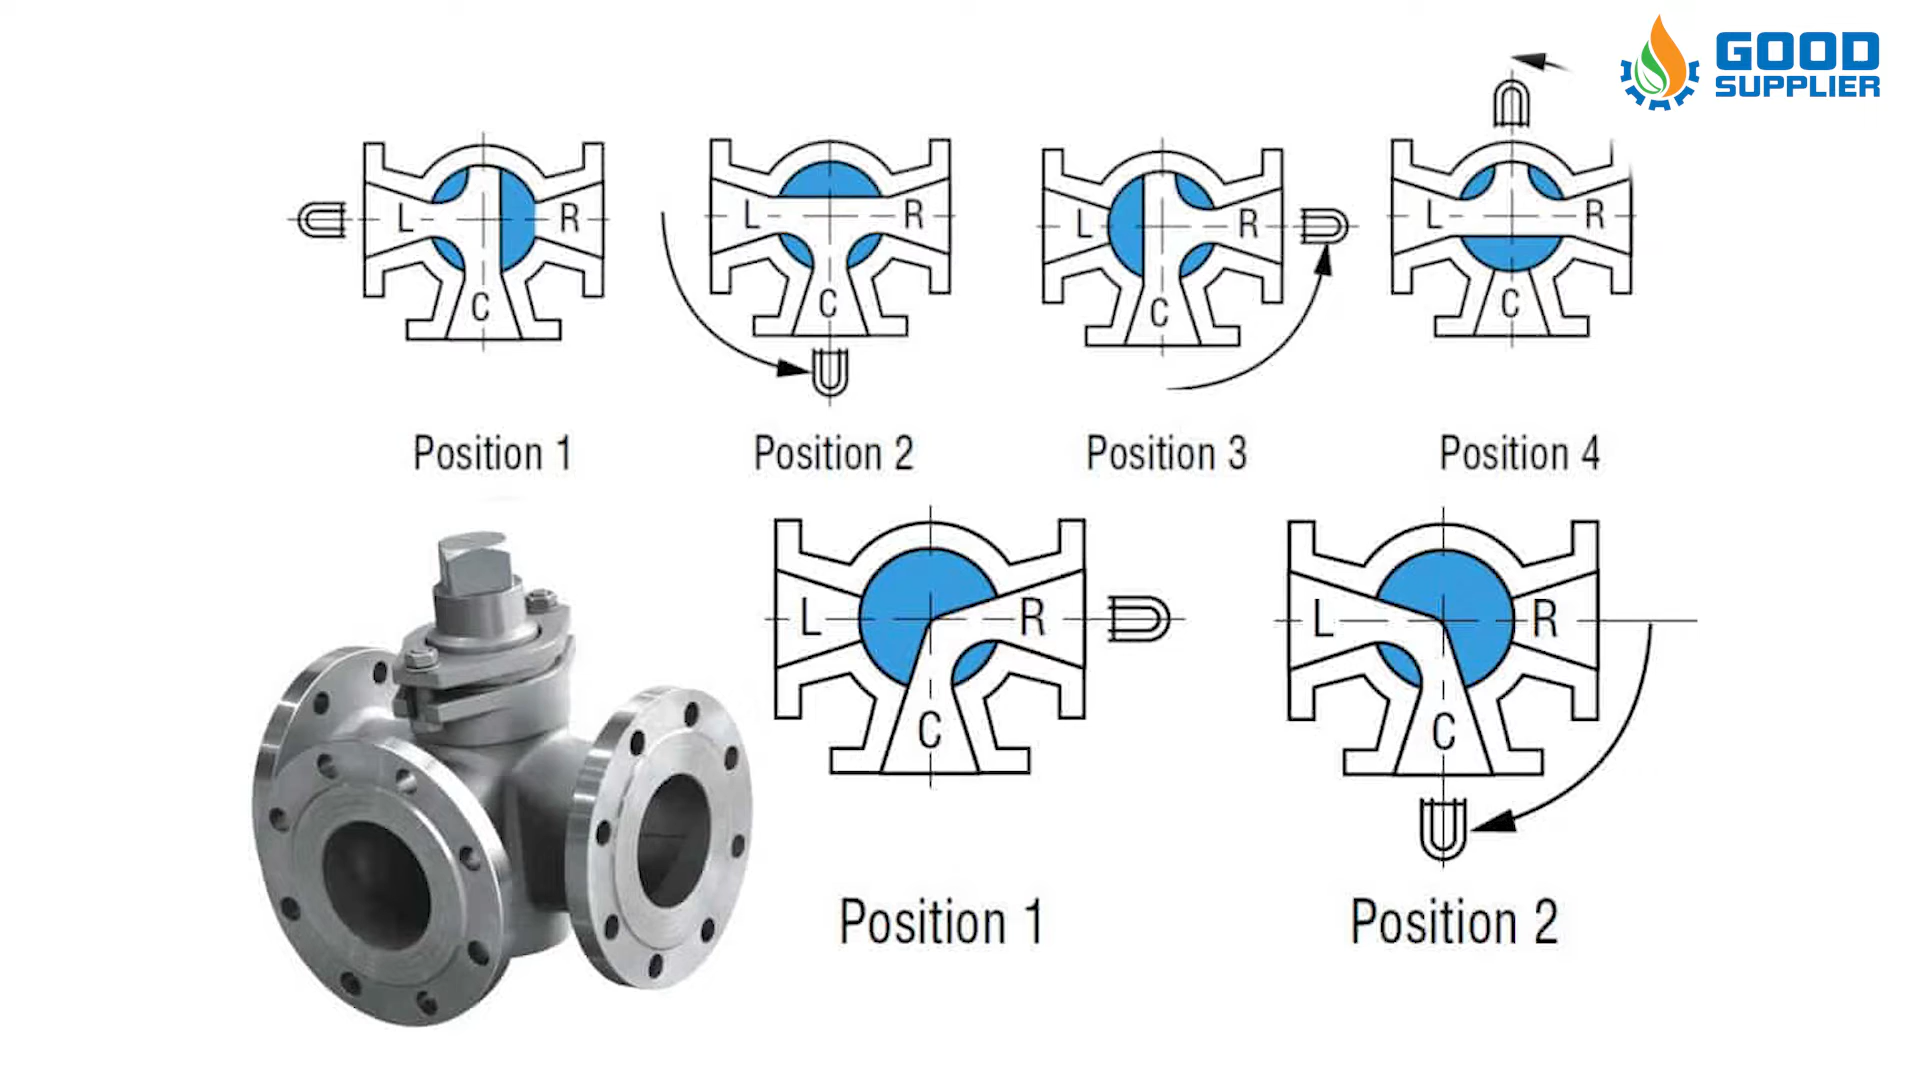 GOOD
SUPPLIER
L R L R L R L R
C C C C
Position 1 Position 2 Position 3 Position 4
L R L R
C C
Position 1 Position 2